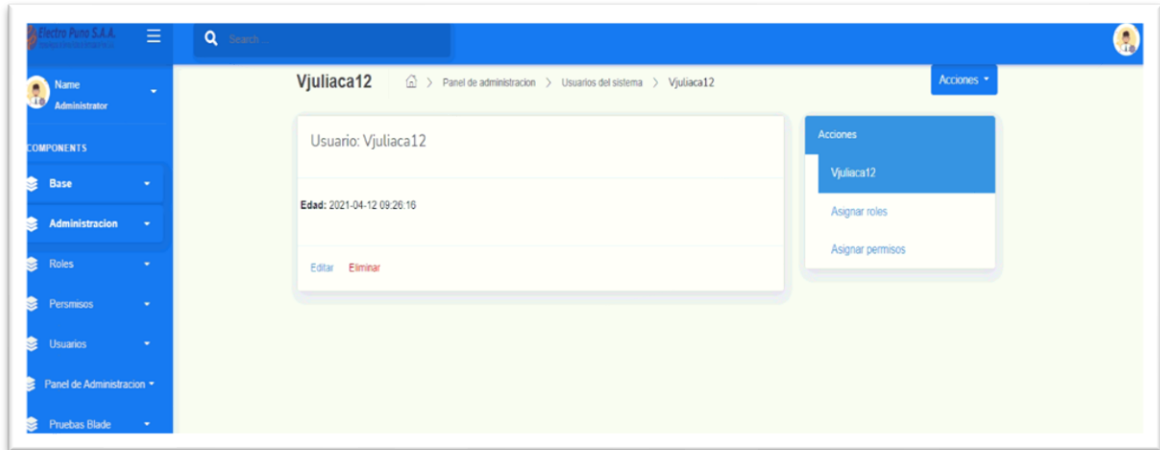 Electro Puno S.A.A.
Search ...
Name
Administrator
COMPONENTS
Base
Administracion
Roles
Persmisos
Usuarios
Panel de Administracion
Pruebas Blade
Vjuliaca12
> Panel de administracion > Usuarios del sistema > Vjuliaca12
Acciones
Usuario: Vjuliaca12
Edad: 2021-04-12 09:26:16
Editar Eliminar
Acciones
Vjuliaca12
Asignar roles
Asignar permisos